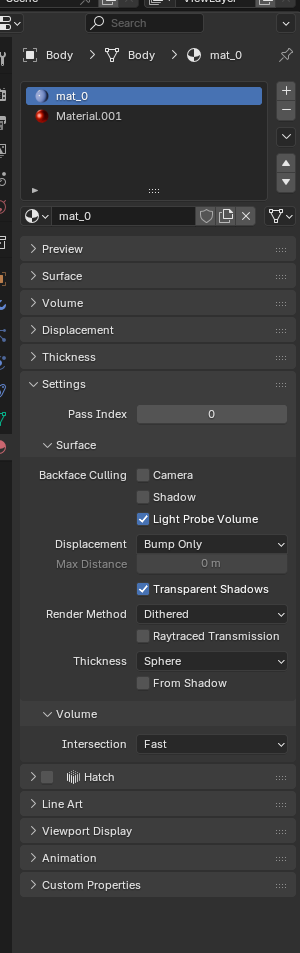 Scene
ViewLayer
Search
Body
Body
mat_0
mat_0
Material.001
mat_0
Preview
Surface
Volume
Displacement
Thickness
Settings
Pass Index 0
Surface
Backface Culling Camera
Shadow
Light Probe Volume
Displacement Bump Only
Max Distance 0 m
Transparent Shadows
Render Method Dithered
Raytraced Transmission
Thickness Sphere
From Shadow
Volume
Intersection Fast
Hatch
Line Art
Viewport Display
Animation
Custom Properties